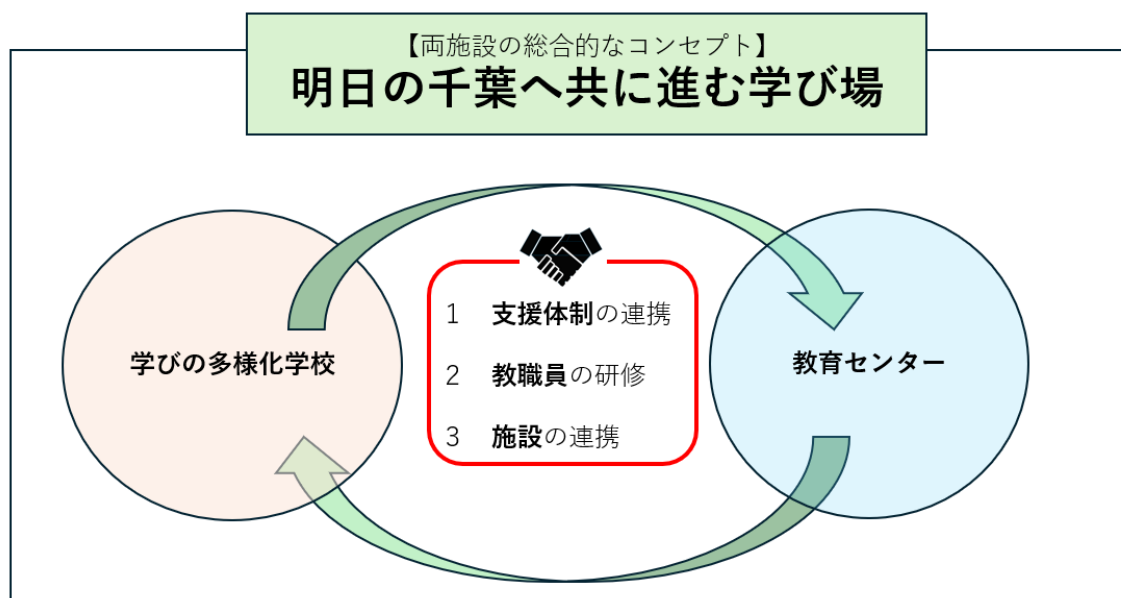 【両施設の総合的なコンセプト】
明日の千葉へ共に進む学び場
学びの多様化学校
1 支援体制の連携
2 教職員の研修
3 施設の連携
教育センター